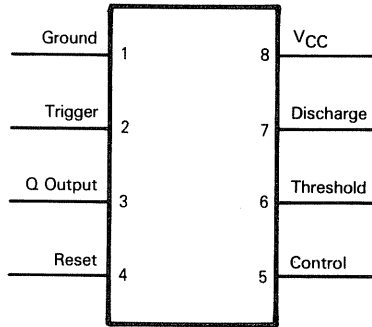 Ground 1 8 VCC
Trigger 2 7 Discharge
Q Output 3 6 Threshold
Reset 4 5 Control